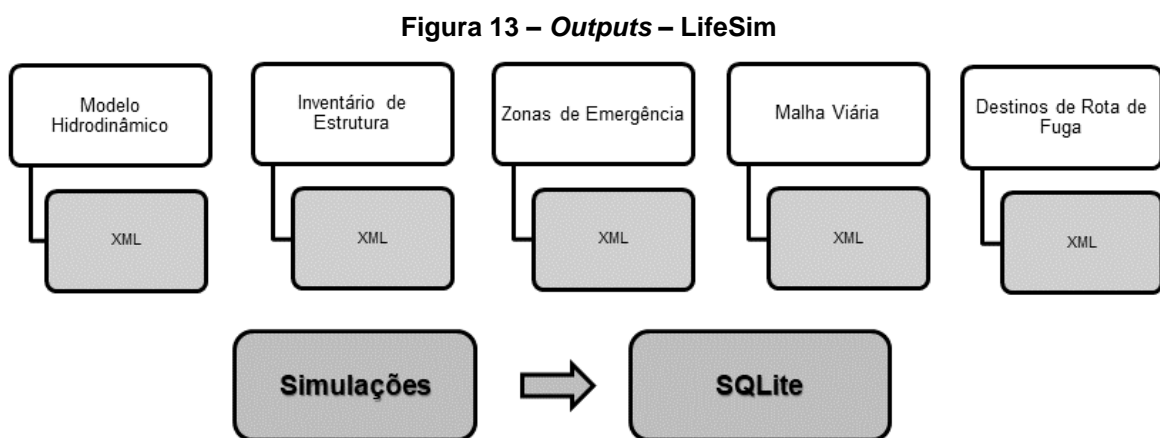 Figura 13 – Outputs – LifeSim
Modelo
Hidrodinâmico
XML
Inventário de
Estrutura
XML
Zonas de Emergência
XML
Malha Viária
XML
Destinos de Rota de
Fuga
XML
Simulações
SQLite